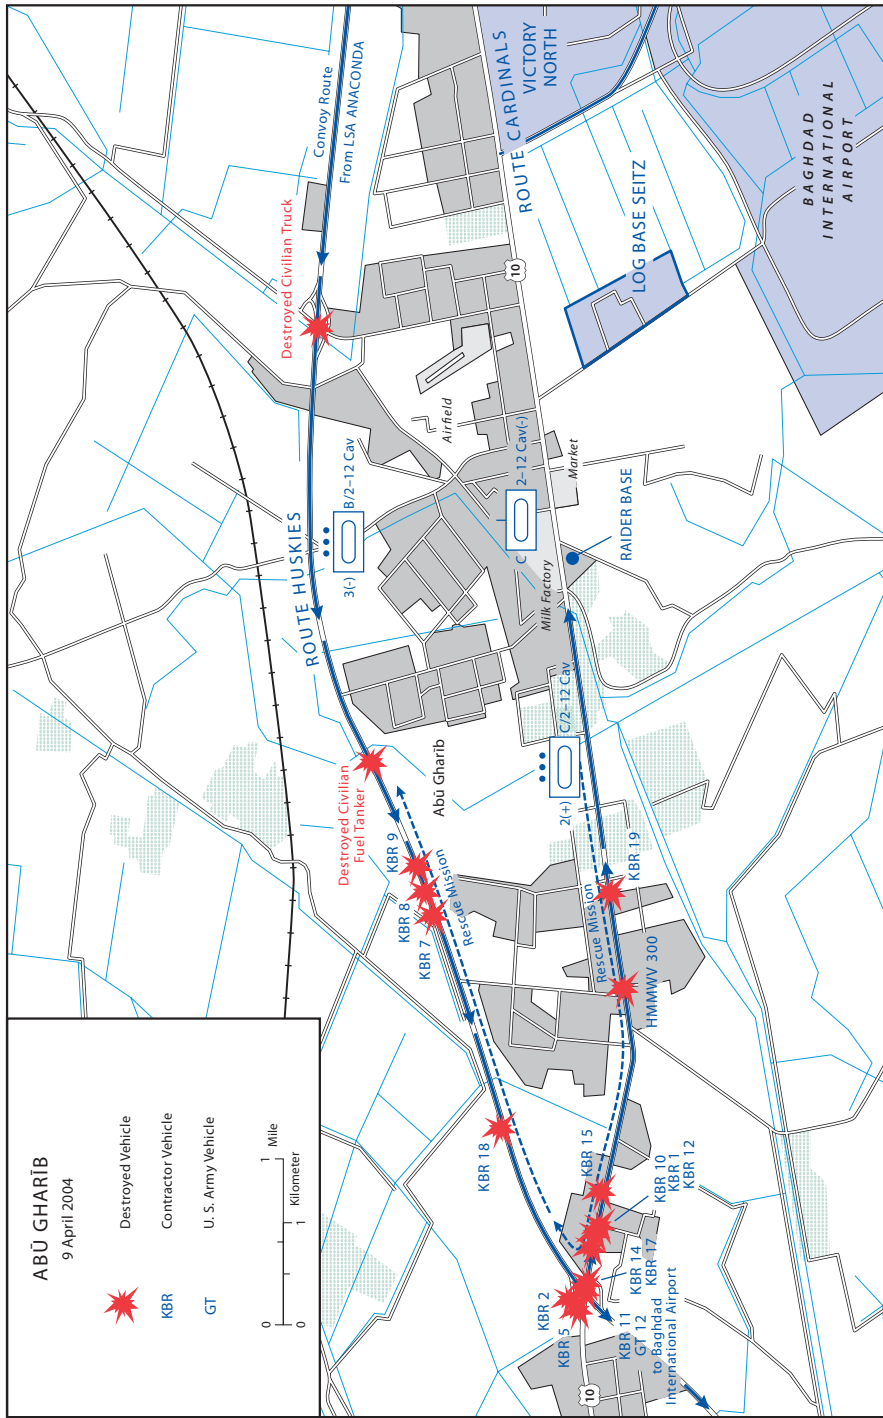 ABŪ GHARIB
9 April 2004
Destroyed Vehicle
KBR
Contractor Vehicle
GT
U. S. Army Vehicle
0
1
Mile
0
1
Kilometer
Convoy Route
From LSA ANACONDA
Destroyed Civilian Truck
ROUTE HUSKIES
3(-)
B/2–12 Cav
Destroyed Civilian
Fuel Tanker
KBR 9
KBR 8
KBR 7
Rescue Mission
KBR 18
Abū Gharib
Airfield
ROUTE CARDINALS
VICTORY
NORTH
10
LOG BASE SEITZ
BAGHDAD
INTERNATIONAL
AIRPORT
C
2–12 Cav(-)
Market
Milk Factory
RAIDER BASE
2(+)
C/2–12 Cav
Rescue Mission
KBR 19
HMMWV 300
KBR 15
KBR 10
KBR 1
KBR 12
KBR 14
KBR 17
KBR 2
KBR 5
KBR 11
GT 12
to Baghdad
International Airport
10